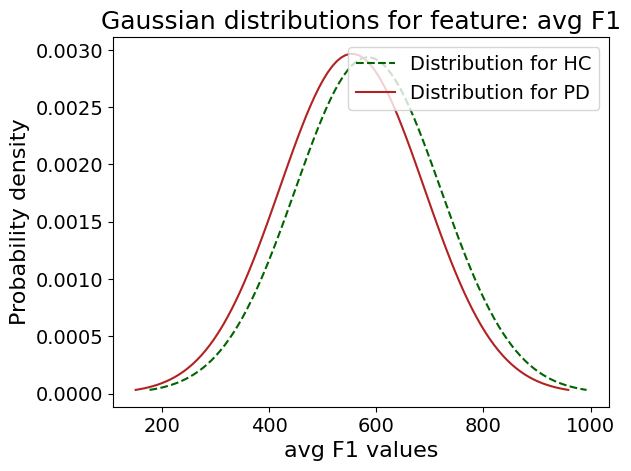 Gaussian distributions for feature: avg F1
Distribution for HC
Distribution for PD
Probability density
0.0030
0.0025
0.0020
0.0015
0.0010
0.0005
0.0000
200 400 600 800 1000
avg F1 values